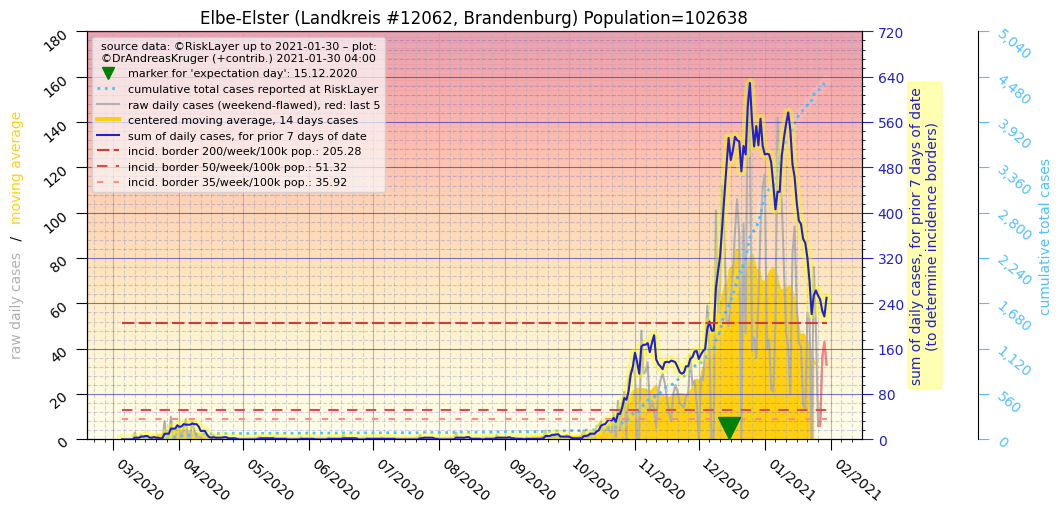 Elbe-Elster (Landkreis #12062, Brandenburg) Population=102638
source data: ©RiskLayer up to 2021-01-30 – plot:
©DrAndreasKruger (+contrib.) 2021-01-30 04:00
marker for 'expectation day': 15.12.2020
cumulative total cases reported at RiskLayer
raw daily cases (weekend-flawed), red: last 5
centered moving average, 14 days cases
sum of daily cases, for prior 7 days of date
incid. border 200/week/100k pop.: 205.28
incid. border 50/week/100k pop.: 51.32
incid. border 35/week/100k pop.: 35.92
raw daily cases / moving average
180
160
140
120
100
80
60
40
20
0
03/2020
04/2020
05/2020
06/2020
07/2020
08/2020
09/2020
10/2020
11/2020
12/2020
01/2021
02/2021
720
640
560
480
400
320
240
160
80
0
sum of daily cases, for prior 7 days of date
(to determine incidence borders)
5,040
4,480
3,920
3,360
2,800
2,240
1,680
1,120
560
0
cumulative total cases